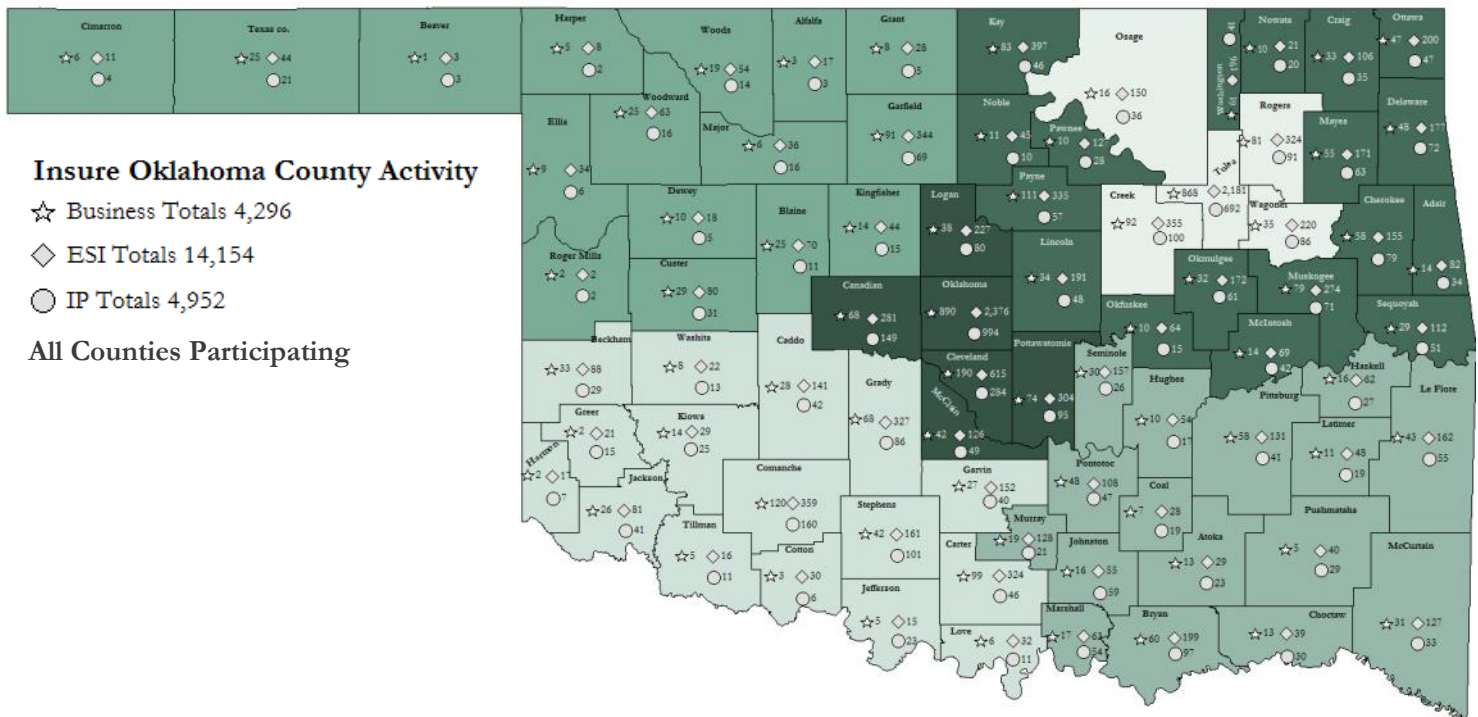 Insure Oklahoma County Activity
Business Totals 4,296
ESI Totals 14,154
IP Totals 4,952
All Counties Participating
Cimarron
6 11
4
Texas co.
25 44
21
Beaver
1 3
3
Harper
5 8
2
Woods
19 54
14
Alfalfa
3 17
3
Grant
8 28
5
Kay
83 397
46
Osage
16 150
36
Washington
61 196 41
Nowata
10 21
20
Craig
33 106
35
Ottawa
47 200
47
Ellis
9 34
6
Woodward
25 63
16
Major
6 36
16
Garfield
91 344
69
Noble
11 45
10
Pawnee
10 127
28
Rogers
81 324
91
Mayes
55 171
63
Delaware
48 177
72
Roger Mills
2 2
2
Dewey
10 18
5
Custer
29 80
31
Blaine
25 70
11
Kingfisher
14 44
15
Logan
38 227
80
Payne
111 335
57
Lincoln
34 191
48
Creek
92 355
100
Tulsa
868 2,181
692
Wagoner
35 220
86
Cherokee
58 155
79
Adair
14 82
34
Canadian
68 281
149
Oklahoma
890 2,376
994
Okfuskee
10 64
15
Okmulgee
32 172
61
Muskogee
79 274
71
McIntosh
14 69
42
Sequoyah
29 112
51
Beckham
33 88
29
Washita
8 22
13
Caddo
28 141
42
Grady
68 327
86
Cleveland
190 615
284
McClain
42 126
49
Pottawatomie
74 304
95
Seminole
30 157
26
Hughes
10 54
17
Pittsburg
58 131
41
Haskell
16 62
27
Latimer
11 48
19
Le Flore
43 162
55
Greer
2 21
15
Kiowa
14 29
25
Harmon
2 17
7
Jackson
26 81
41
Tillman
5 16
11
Comanche
120 359
160
Cotton
3 30
6
Stephens
42 161
101
Jefferson
5 15
23
Garvin
27 152
40
Murray
19 128
21
Carter
99 324
46
Love
6 32
11
Pontotoc
48 108
47
Coal
7 28
19
Johnston
16 55
59
Atoka
13 29
23
Pushmataha
5 40
29
McCurtain
31 127
33
Marshall
17 63
54
Bryan
60 199
97
Choctaw
13 39
30